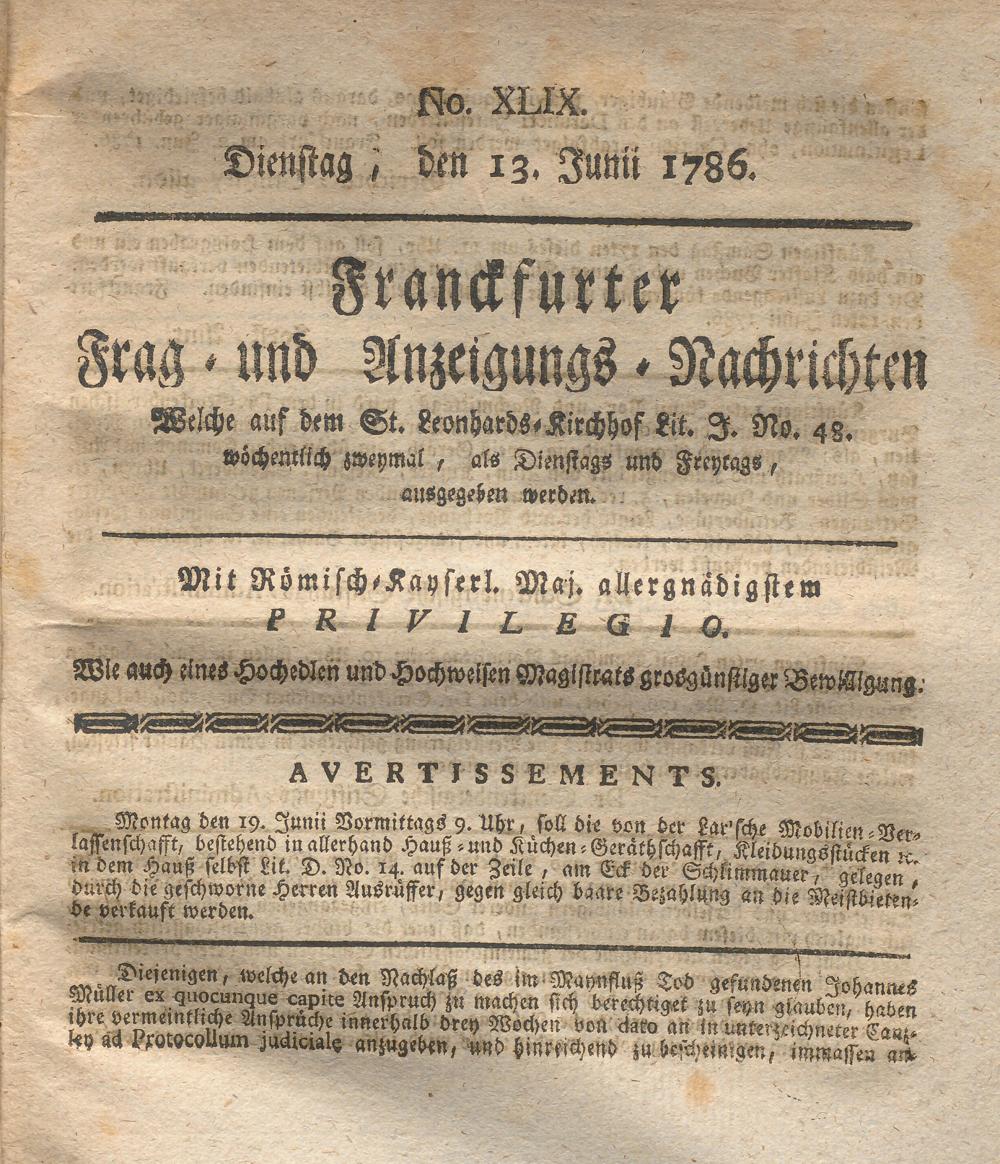 No. XLIX.
Dienstag, den 13. Junii 1786.
Franckfurter
Frag- und Anzeigungs-Nachrichten
Welche auf dem St. Leonhards-Kirchhof Lit. J. No. 48.
wöchentlich zweymal, als Dienstags und Freytags,
ausgegeben werden.
Mit Römisch-Kayserl. Maj. allergnädigstem
PRIVILEGIO.
Wie auch eines Hochedlen und Hochweisen Magistrats grosgünstiger Bewilligung.
AVERTISSEMENTS.
Montag den 19. Junii Vormittags 9. Uhr, soll die von der Lar'sche Mobilien-Ver-
lassenschafft, bestehend in allerhand Hauß- und Küchen-Geräthschafft, Kleidungsstücken ꝛc.
in dem Hauß selbst Lit. D. No. 14. auf der Zeile, am Eck der Schlimmauer, gelegen,
durch die geschworne Herren Ausrüffer, gegen gleich baare Bezahlung an die Meistbieten-
de verkauft werden.
Diejenigen, welche an den Nachlaß des im Maynfluß Tod gefundenen Johannes
Müller ex quocunque capite Anspruch zu machen sich berechtiget zu seyn glauben, haben
ihre vermeintliche Ansprüche innerhalb drey Wochen von dato an in unterzeichneter Cantz-
ley ad Protocollum judiciale anzugeben, und hinreichend zu bescheinigen, immassen an-